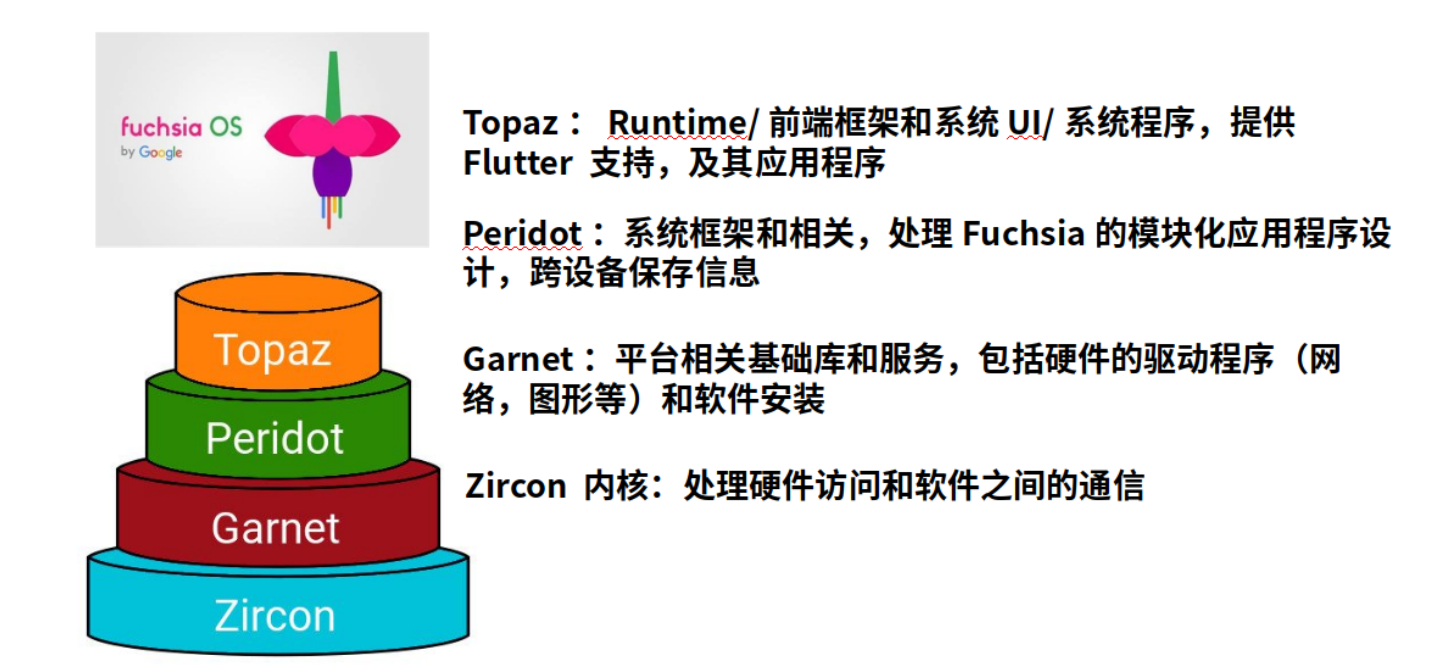 fuchsia OS
by Google
Topaz ： Runtime/ 前端框架和系统 UI/ 系统程序，提供
Flutter 支持，及其应用程序
Peridot ：系统框架和相关，处理 Fuchsia 的模块化应用程序设
计，跨设备保存信息
Garnet ：平台相关基础库和服务，包括硬件的驱动程序（网
络，图形等）和软件安装
Zircon 内核：处理硬件访问和软件之间的通信
Topaz
Peridot
Garnet
Zircon